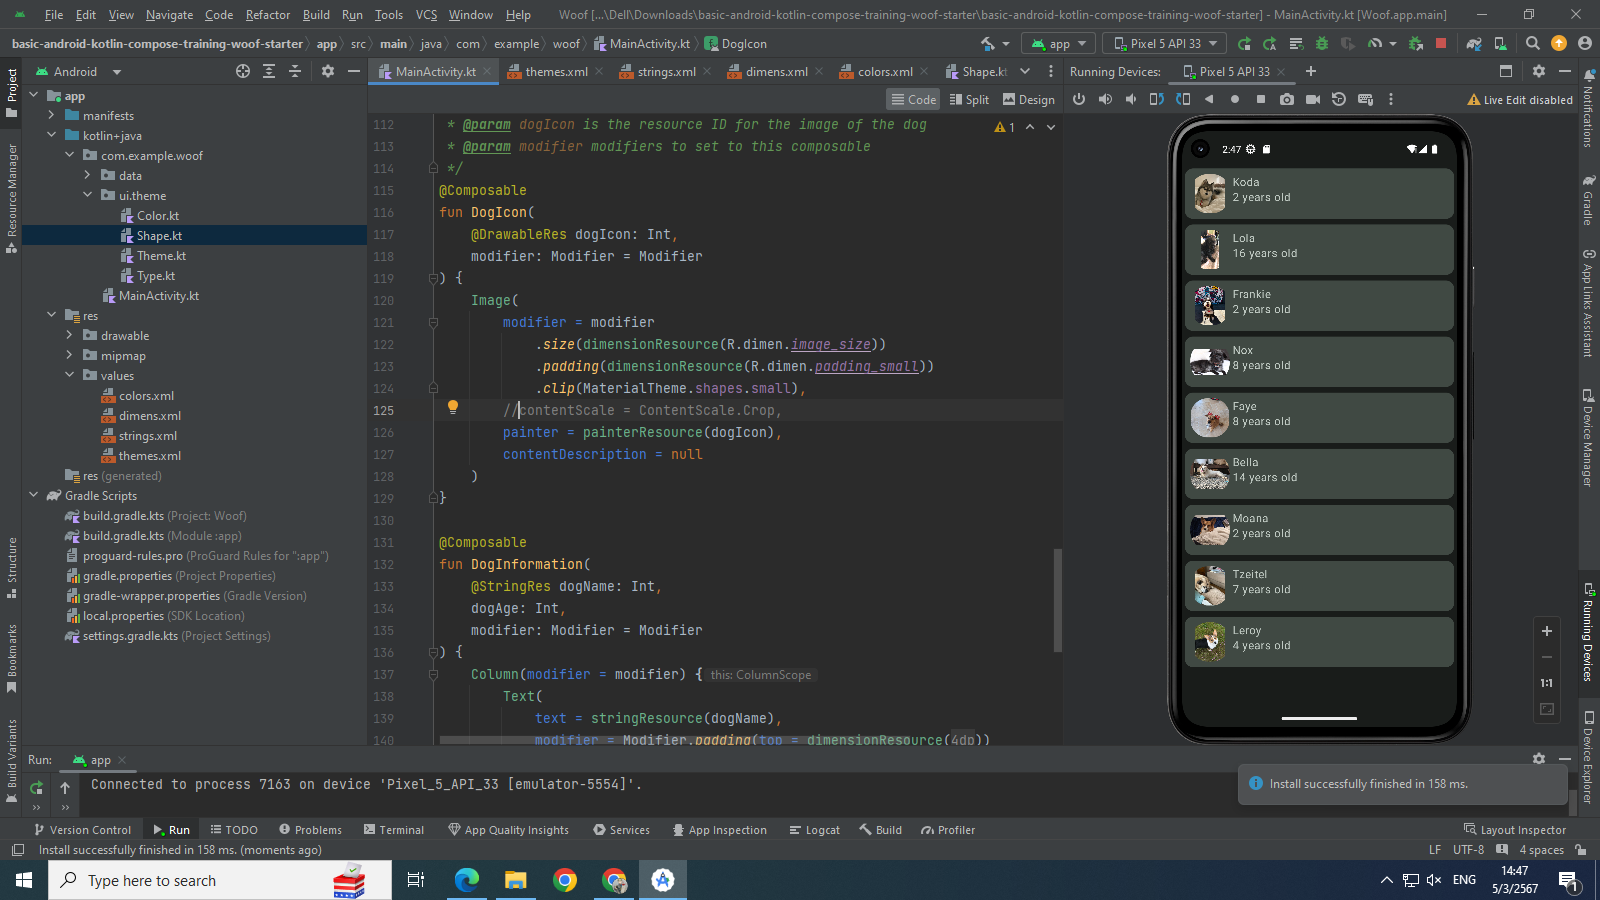 File Edit View Navigate Code Refactor Build Run Tools VCS Window Help Woof [...\Dell\Downloads\basic-android-kotlin-compose-training-woof-starter\basic-android-kotlin-compose-training-woof-starter] - MainActivity.kt [Woof.app.main]
basic-android-kotlin-compose-training-woof-starter app src main java com example woof MainActivity.kt DogIcon app Pixel 5 API 33
Project
Android
MainActivity.kt themes.xml strings.xml dimens.xml colors.xml Shape.kt
Running Devices: Pixel 5 API 33
Code Split Design
Live Edit disabled
app
manifests
kotlin+java
com.example.woof
data
ui.theme
Color.kt
Shape.kt
Theme.kt
Type.kt
MainActivity.kt
res
drawable
mipmap
values
colors.xml
dimens.xml
strings.xml
themes.xml
res (generated)
Gradle Scripts
build.gradle.kts (Project: Woof)
build.gradle.kts (Module :app)
proguard-rules.pro (ProGuard Rules for ":app")
gradle.properties (Project Properties)
gradle-wrapper.properties (Gradle Version)
local.properties (SDK Location)
settings.gradle.kts (Project Settings)
Resource Manager
Structure
Bookmarks
Build Variants
1
112 * @param dogIcon is the resource ID for the image of the dog
113 * @param modifier modifiers to set to this composable
114 */
115 @Composable
116 fun DogIcon(
117 @DrawableRes dogIcon: Int,
118 modifier: Modifier = Modifier
119 ) {
120 Image(
121 modifier = modifier
122 .size(dimensionResource(R.dimen.image_size))
123 .padding(dimensionResource(R.dimen.padding_small))
124 .clip(MaterialTheme.shapes.small),
125 //contentScale = ContentScale.Crop,
126 painter = painterResource(dogIcon),
127 contentDescription = null
128 )
129 }
130
131 @Composable
132 fun DogInformation(
133 @StringRes dogName: Int,
134 dogAge: Int,
135 modifier: Modifier = Modifier
136 ) {
137 Column(modifier = modifier) { this: ColumnScope
138 Text(
139 text = stringResource(dogName),
140 modifier = Modifier.padding(top = dimensionResource(4dp))
2:47
Koda
2 years old
Lola
16 years old
Frankie
2 years old
Nox
8 years old
Faye
8 years old
Bella
14 years old
Moana
2 years old
Tzeitel
7 years old
Leroy
4 years old
1:1
Notifications
Gradle
App Links Assistant
Device Manager
Running Devices
Device Explorer
Run: app
Connected to process 7163 on device 'Pixel_5_API_33 [emulator-5554]'.
Install successfully finished in 158 ms.
Version Control Run TODO Problems Terminal App Quality Insights Services App Inspection Logcat Build Profiler Layout Inspector
Install successfully finished in 158 ms. (moments ago) LF UTF-8 4 spaces
Type here to search
ENG
14:47
5/3/2567
1